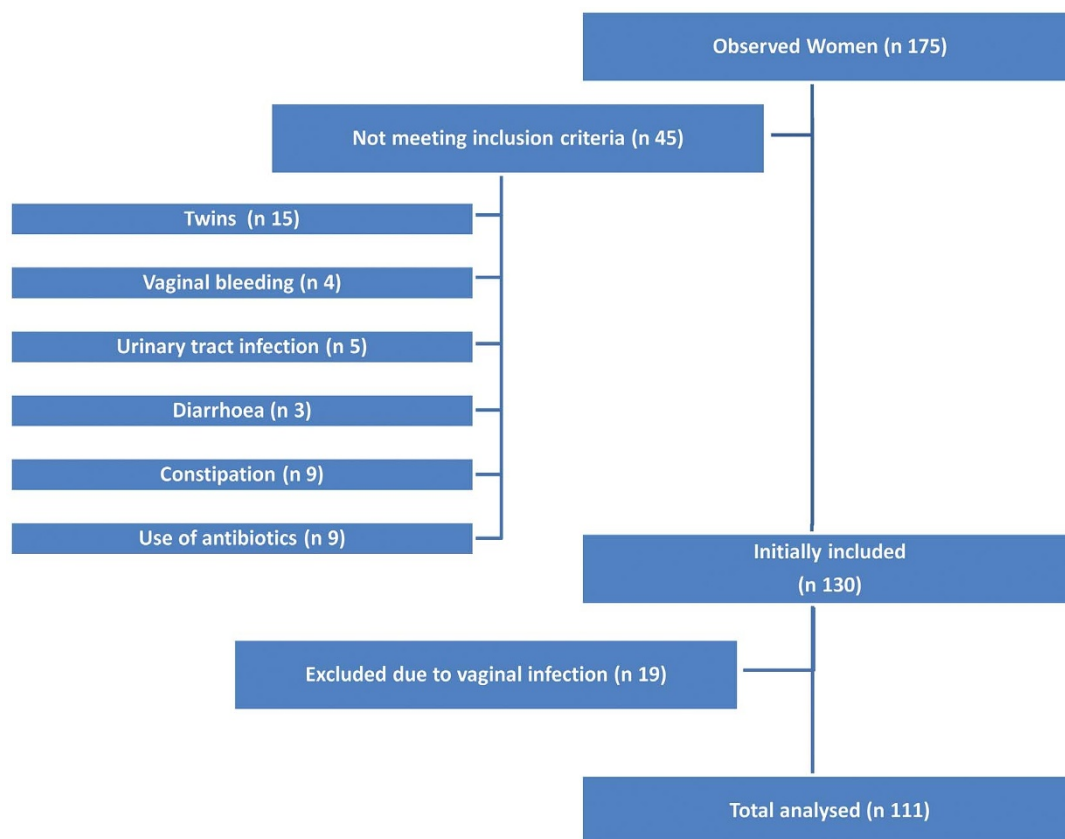 Observed Women (n 175)
Not meeting inclusion criteria (n 45)
Twins (n 15)
Vaginal bleeding (n 4)
Urinary tract infection (n 5)
Diarrhoea (n 3)
Constipation (n 9)
Use of antibiotics (n 9)
Initially included
(n 130)
Excluded due to vaginal infection (n 19)
Total analysed (n 111)